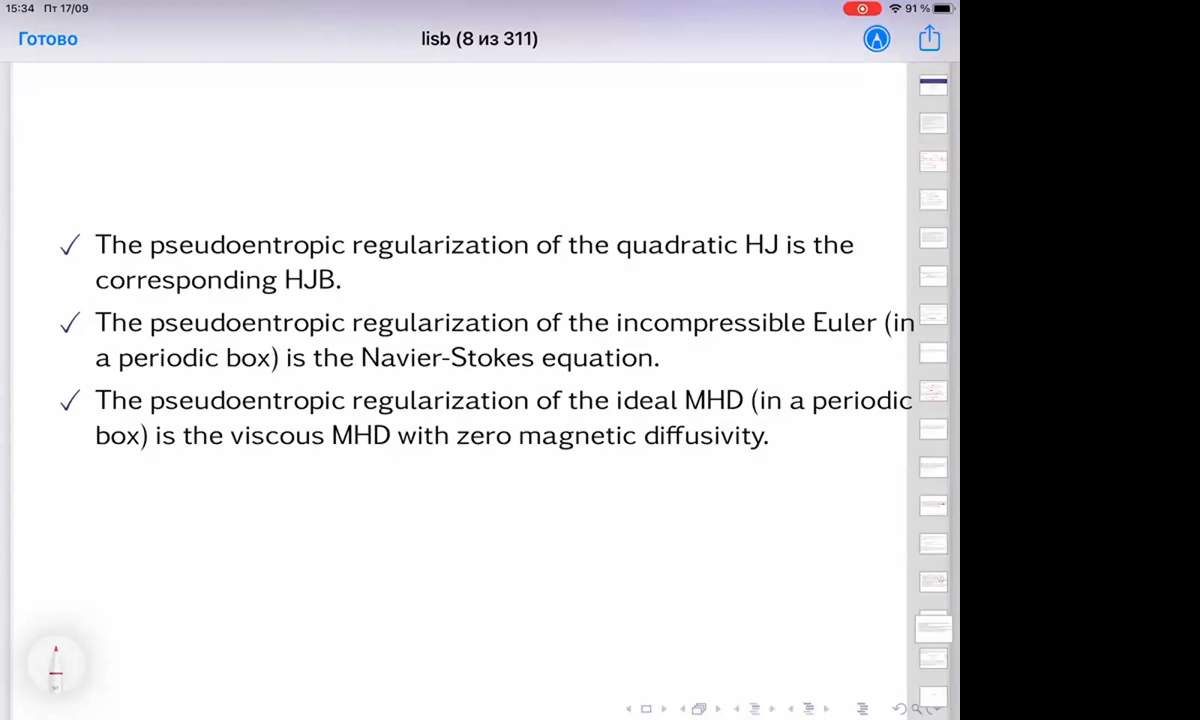 15:34 Пт 17/09
91 %
Готово
lisb (8 из 311)
The pseudoentropic regularization of the quadratic HJ is the
corresponding HJB.
The pseudoentropic regularization of the incompressible Euler (in
a periodic box) is the Navier-Stokes equation.
The pseudoentropic regularization of the ideal MHD (in a periodic
box) is the viscous MHD with zero magnetic diffusivity.